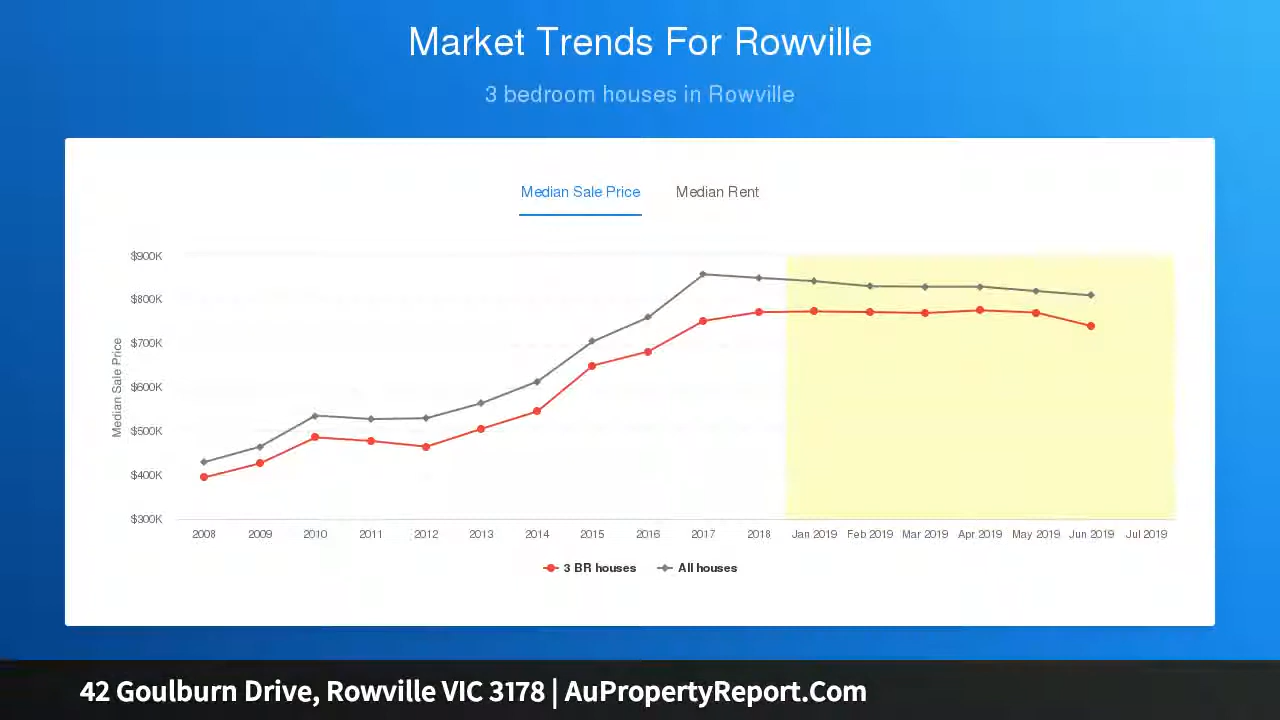 Market Trends For Rowville
3 bedroom houses in Rowville
Median Sale Price Median Rent
$900K
$800K
$700K
$600K
$500K
$400K
$300K
Median Sale Price
2008 2009 2010 2011 2012 2013 2014 2015 2016 2017 2018 Jan 2019 Feb 2019 Mar 2019 Apr 2019 May 2019 Jun 2019 Jul 2019
3 BR houses All houses
42 Goulburn Drive, Rowville VIC 3178 | AuPropertyReport.Com